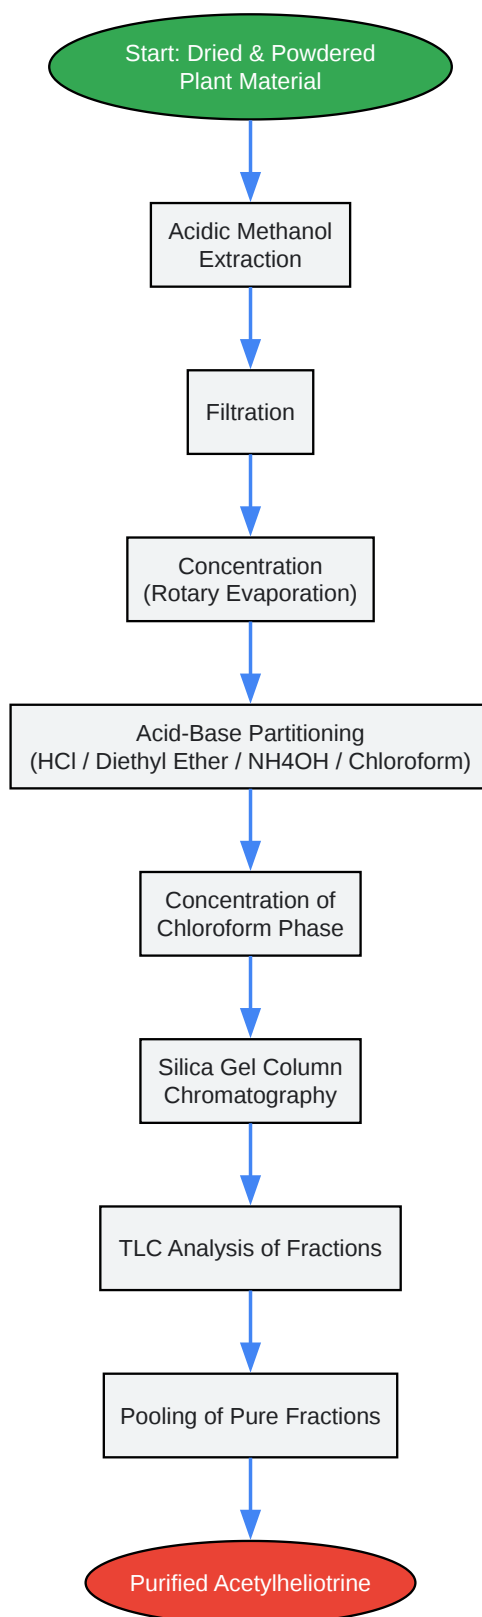 Start: Dried & Powdered
Plant Material
Acidic Methanol
Extraction
Filtration
Concentration
(Rotary Evaporation)
Acid-Base Partitioning
(HCl / Diethyl Ether / NH4OH / Chloroform)
Concentration of
Chloroform Phase
Silica Gel Column
Chromatography
TLC Analysis of Fractions
Pooling of Pure Fractions
Purified Acetylheliotrine